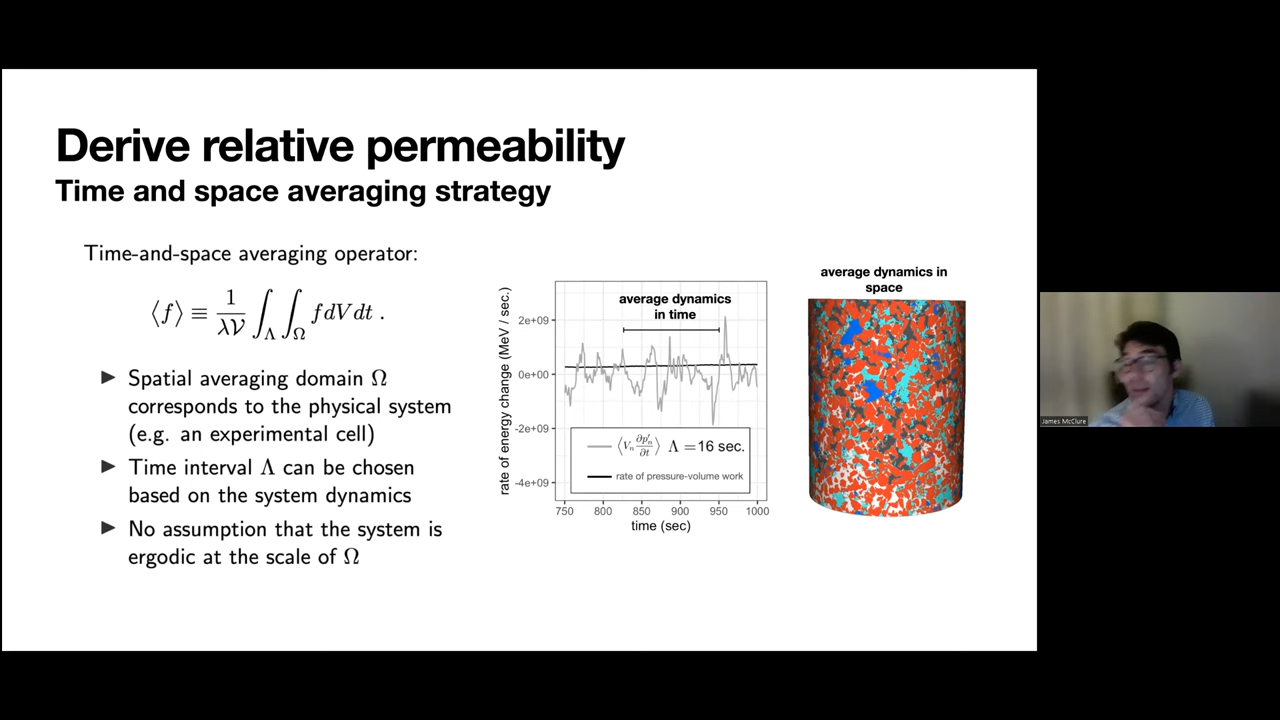 Derive relative permeability
Time and space averaging strategy
Time-and-space averaging operator:
⟨f⟩ ≡ 1/λ𝒱 ∫_Λ ∫_Ω f dV dt .
▶ Spatial averaging domain Ω
corresponds to the physical system
(e.g. an experimental cell)
▶ Time interval Λ can be chosen
based on the system dynamics
▶ No assumption that the system is
ergodic at the scale of Ω
rate of energy change (MeV / sec.)
2e+09
0e+00
-2e+09
-4e+09
average dynamics
in time
⟨V_n ∂p′_n/∂t⟩ Λ =16 sec.
rate of pressure-volume work
750 800 850 900 950 1000
time (sec)
average dynamics in
space
James McClure